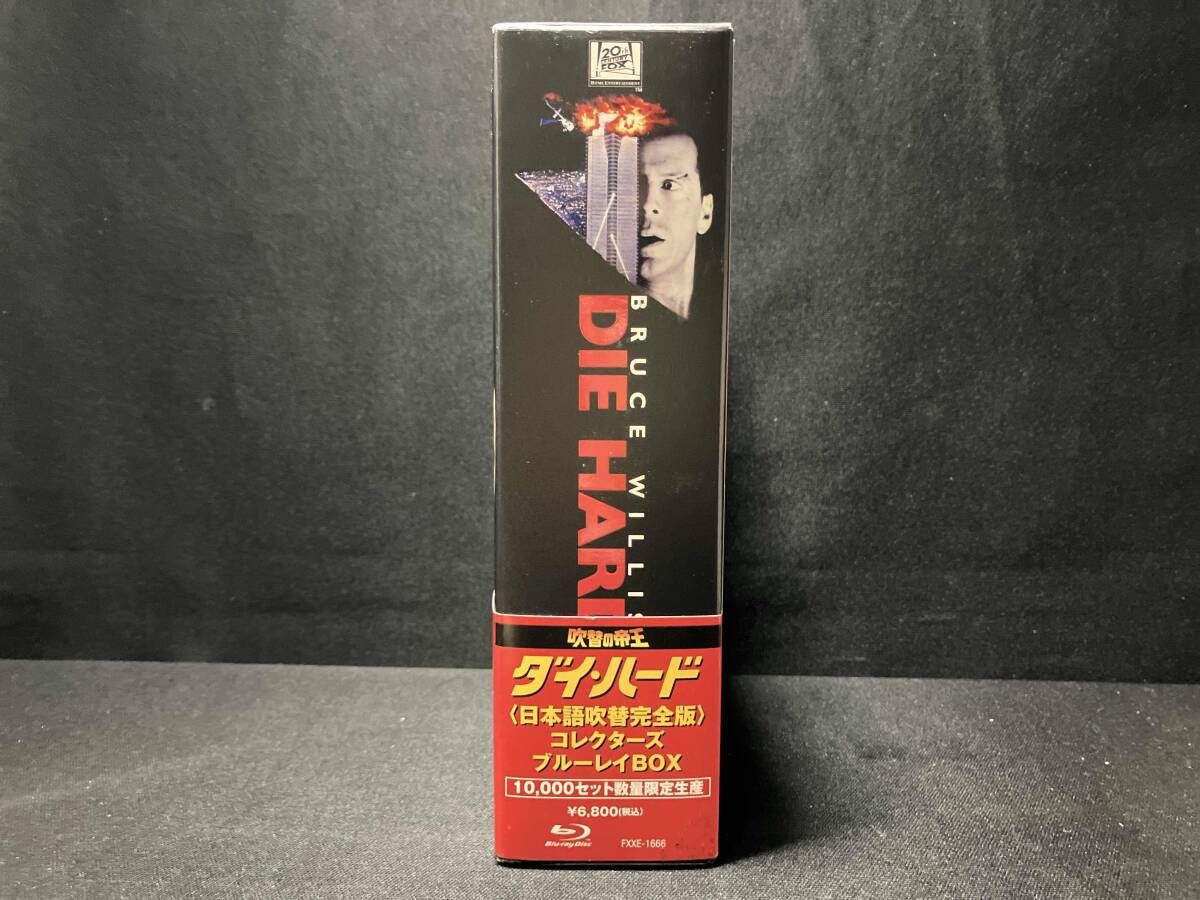 20th
CENTURY
FOX
HOME ENTERTAINMENT
TM
BRUCE WILLIS
DIE HARD
吹替の帝王
ダイ・ハード
〈日本語吹替完全版〉
コレクターズ
ブルーレイBOX
10,000セット数量限定生産
¥6,800(税込)
Blu-ray Disc
FXXE-1666